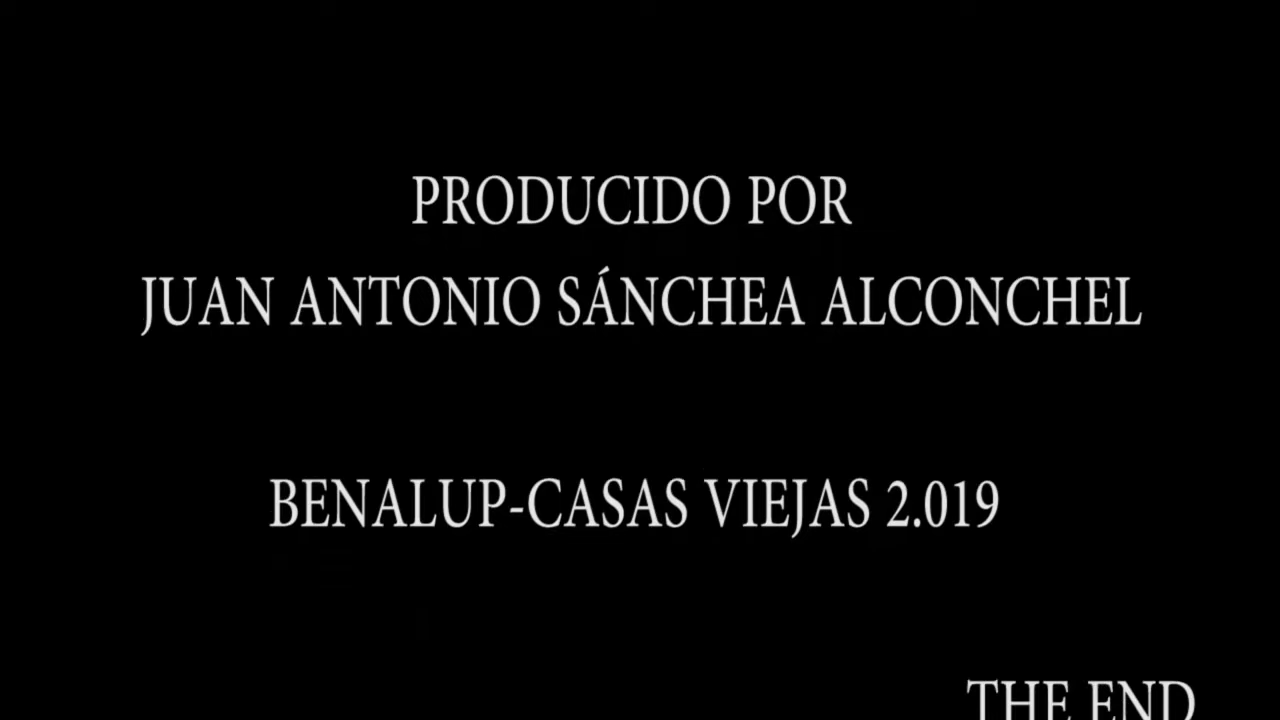 PRODUCIDO POR
JUAN ANTONIO SÁNCHEA ALCONCHEL
BENALUP-CASAS VIEJAS 2.019
THE END